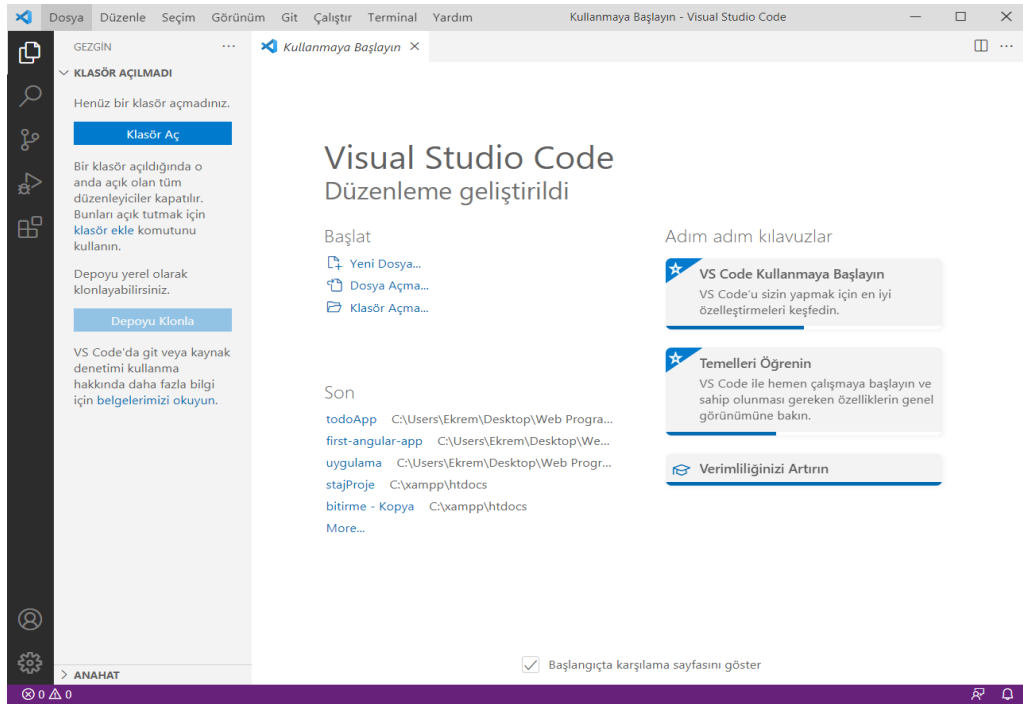 Dosya Düzenle Seçim Görünüm Git Çalıştır Terminal Yardım Kullanmaya Başlayın - Visual Studio Code
GEZGİN
Kullanmaya Başlayın
KLASÖR AÇILMADI
Henüz bir klasör açmadınız.
Klasör Aç
Bir klasör açıldığında o
anda açık olan tüm
düzenleyiciler kapatılır.
Bunları açık tutmak için
klasör ekle komutunu
kullanın.
Depoyu yerel olarak
klonlayabilirsiniz.
Depoyu Klonla
VS Code'da git veya kaynak
denetimi kullanma
hakkında daha fazla bilgi
için belgelerimizi okuyun.
ANAHAT
Visual Studio Code
Düzenleme geliştirildi
Başlat
Yeni Dosya...
Dosya Açma...
Klasör Açma...
Son
todoApp C:\Users\Ekrem\Desktop\Web Progra...
first-angular-app C:\Users\Ekrem\Desktop\We...
uygulama C:\Users\Ekrem\Desktop\Web Progr...
stajProje C:\xampp\htdocs
bitirme - Kopya C:\xampp\htdocs
More...
Adım adım kılavuzlar
VS Code Kullanmaya Başlayın
VS Code'u sizin yapmak için en iyi
özelleştirmeleri keşfedin.
Temelleri Öğrenin
VS Code ile hemen çalışmaya başlayın ve
sahip olunması gereken özelliklerin genel
görünümüne bakın.
Verimliliğinizi Artırın
Başlangıçta karşılama sayfasını göster
0 0